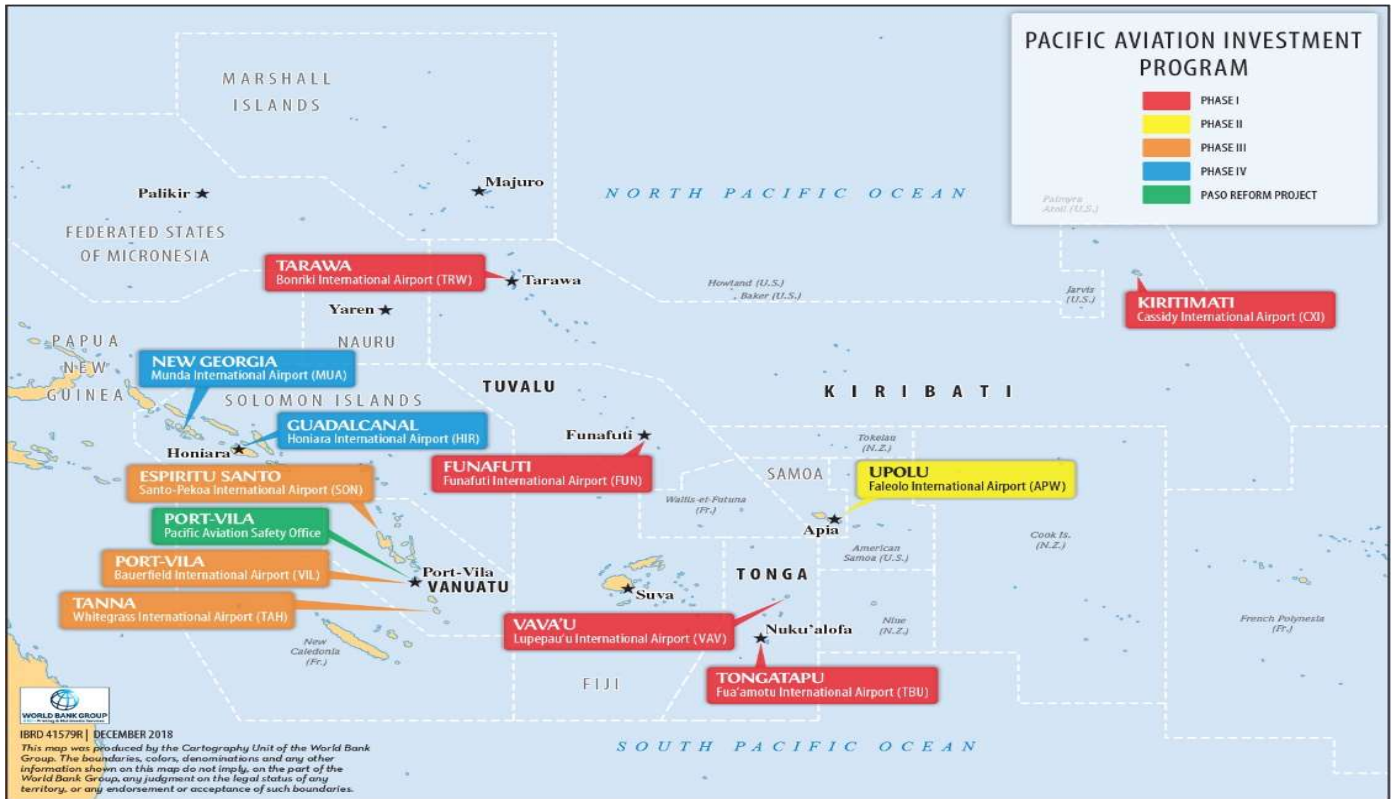 PACIFIC AVIATION INVESTMENT
PROGRAM
PHASE I
PHASE II
PHASE III
PHASE IV
PASO REFORM PROJECT
MARSHALL
ISLANDS
Palikir
Majuro
NORTH PACIFIC OCEAN
Palmyra
Atoll (U.S.)
FEDERATED STATES
OF MICRONESIA
TARAWA
Bonriki International Airport (TRW)
Tarawa
Howland (U.S.)
Baker (U.S.)
Jarvis
(U.S.)
KIRITIMATI
Cassidy International Airport (CXI)
Yaren
NAURU
PAPUA
NEW
GUINEA
NEW GEORGIA
Munda International Airport (MUA)
SOLOMON ISLANDS
TUVALU
KIRIBATI
GUADALCANAL
Honiara International Airport (HIR)
Honiara
Funafuti
FUNAFUTI
Funafuti International Airport (FUN)
Tokelau
(N.Z.)
SAMOA
UPOLU
Faleolo International Airport (APW)
ESPIRITU SANTO
Santo-Pekoa International Airport (SON)
Wallis-et-Futuna
(Fr.)
Apia
PORT-VILA
Pacific Aviation Safety Office
American
Samoa (U.S.)
Cook Is.
(N.Z.)
PORT-VILA
Bauerfield International Airport (VIL)
Port-Vila
VANUATU
TONGA
Suva
TANNA
Whitegrass International Airport (TAH)
VAVA'U
Lupepau'u International Airport (VAV)
Niue
(N.Z.)
French Polynesia
(Fr.)
Nuku'alofa
New
Caledonia
(Fr.)
FIJI
TONGATAPU
Fua'amotu International Airport (TBU)
WORLD BANK GROUP
IBRD 41579R | DECEMBER 2018
SOUTH PACIFIC OCEAN
This map was produced by the Cartography Unit of the World Bank
Group. The boundaries, colors, denominations and any other
information shown on this map do not imply, on the part of the
World Bank Group, any judgment on the legal status of any
territory, or any endorsement or acceptance of such boundaries.